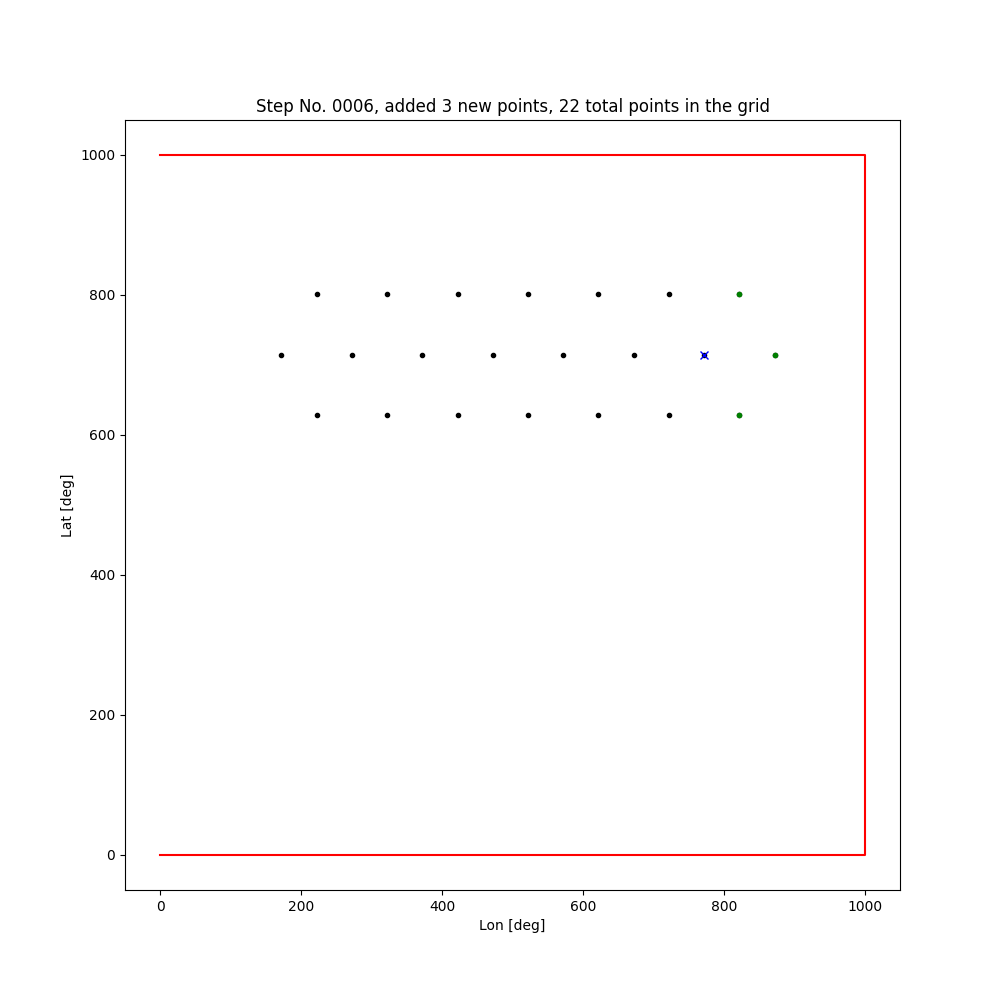 Step No. 0006, added 3 new points, 22 total points in the grid
1000
800
600
400
200
0
Lat [deg]
0 200 400 600 800 1000
Lon [deg]